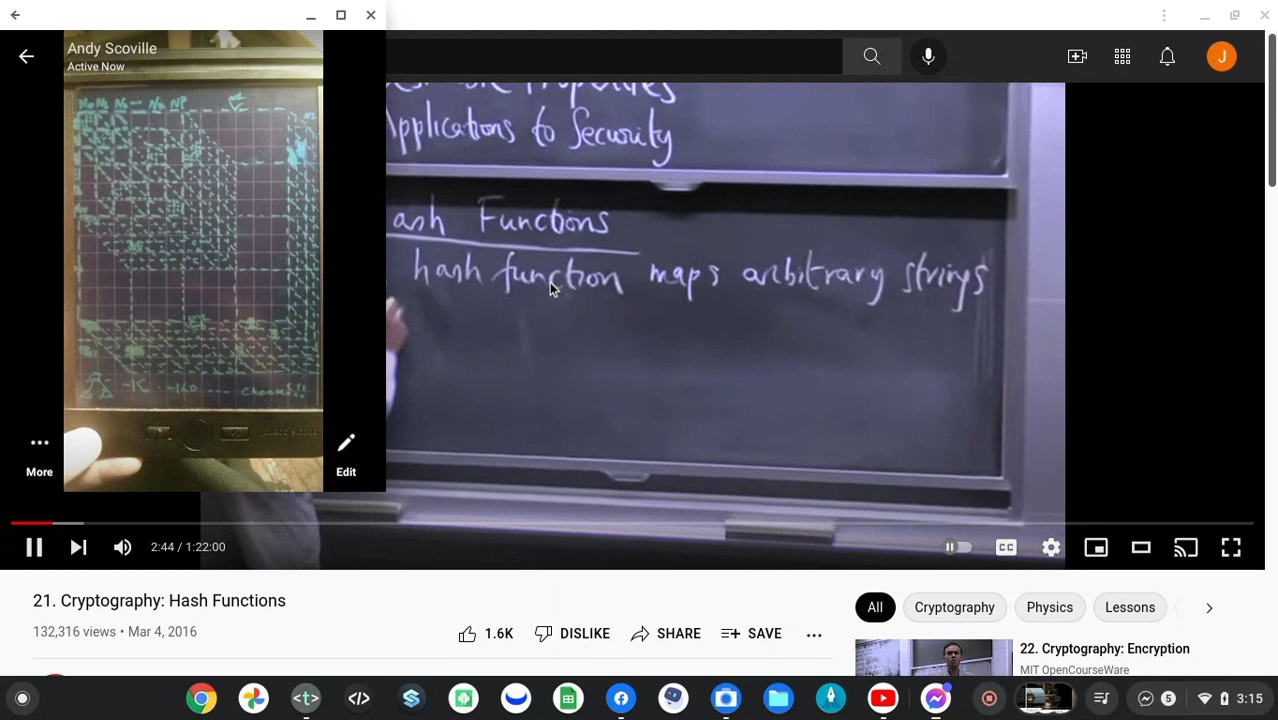 Andy Scoville
Active Now
More
Edit
Applications to Security
ash Functions
hash function maps arbitrary strings
2:44 / 1:22:00
CC
J
21. Cryptography: Hash Functions
132,316 views • Mar 4, 2016
1.6K
DISLIKE
SHARE
SAVE
All
Cryptography
Physics
Lessons
22. Cryptography: Encryption
MIT OpenCourseWare
5
3:15